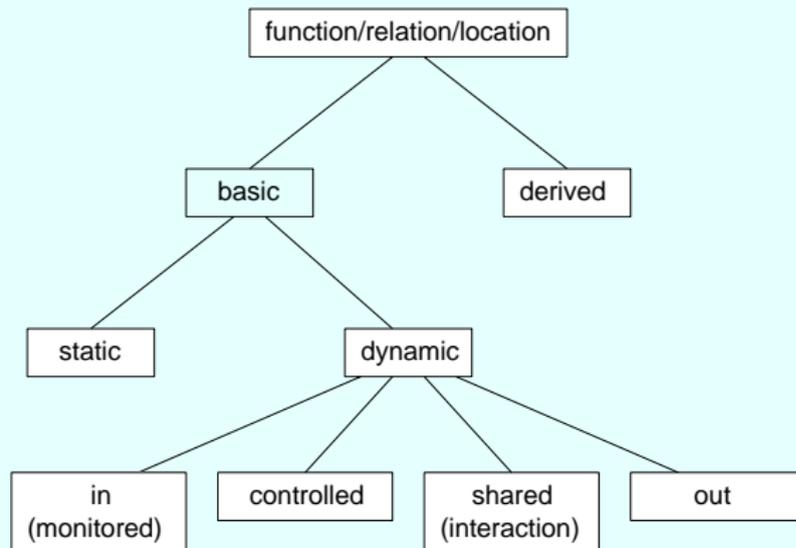 function/relation/location
basic
derived
static
dynamic
in
(monitored)
controlled
shared
(interaction)
out